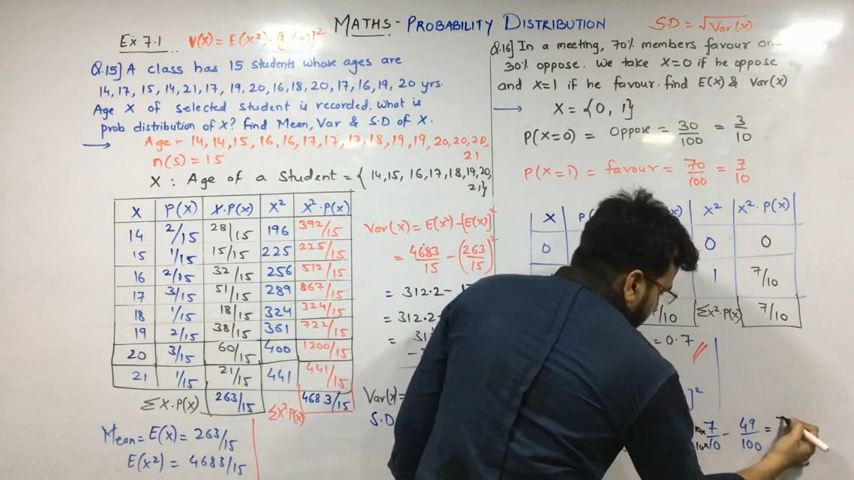 MATHS - PROBABILITY DISTRIBUTION
S.D = √Var(x)
Ex 7.1
V(x) = E(x²) - [E(x)]²
Q.15] A class has 15 students whose ages are
14, 17, 15, 14, 21, 17, 19, 20, 16, 18, 20, 17, 16, 19, 20 yrs.
Age X of selected student is recorded. What is
prob distribution of X? find Mean, Var & S.D of X.
→ Age - 14, 14, 15, 16, 16, 17, 17, 17, 18, 19, 19, 20, 20, 20,
21
n(s) = 15
X : Age of a student = { 14, 15, 16, 17, 18, 19, 20,
21}
X P(X) X·P(X) X² X²·P(X)
14 2/15 28/15 196 392/15
15 1/15 15/15 225 225/15
16 2/15 32/15 256 512/15
17 3/15 51/15 289 867/15
18 1/15 18/15 324 324/15
19 2/15 38/15 361 722/15
20 3/15 60/15 400 1200/15
21 1/15 21/15 441 441/15
ΣX·P(X) 263/15 ΣX²·P(X) 4683/15
Mean = E(X) = 263/15
E(X²) = 4683/15
Var(X) = E(X²) - [E(X)]²
= 4683/15 - (263/15)²
= 312.2 -
= 312.2 -
Var(X) =
S.D
Q.16] In a meeting, 70% members favour
30% oppose. We take X=0 if he oppose
and X=1 if he favour. find E(X) & Var(X)
→ X = {0, 1}
P(X=0) = Oppose = 30/100 = 3/10
P(X=1) = favour = 70/100 = 7/10
X X² X²·P(X)
0 0 0
1 7/10
/10 ΣX²·P(X) 7/10
= 0.7
]²
7/10 - 49/100 =